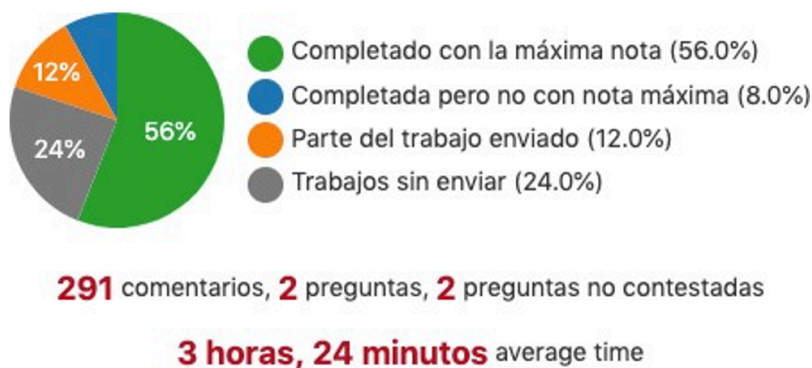 12%
56%
24%
Completado con la máxima nota (56.0%)
Completada pero no con nota máxima (8.0%)
Parte del trabajo enviado (12.0%)
Trabajos sin enviar (24.0%)
291 comentarios, 2 preguntas, 2 preguntas no contestadas
3 horas, 24 minutos average time